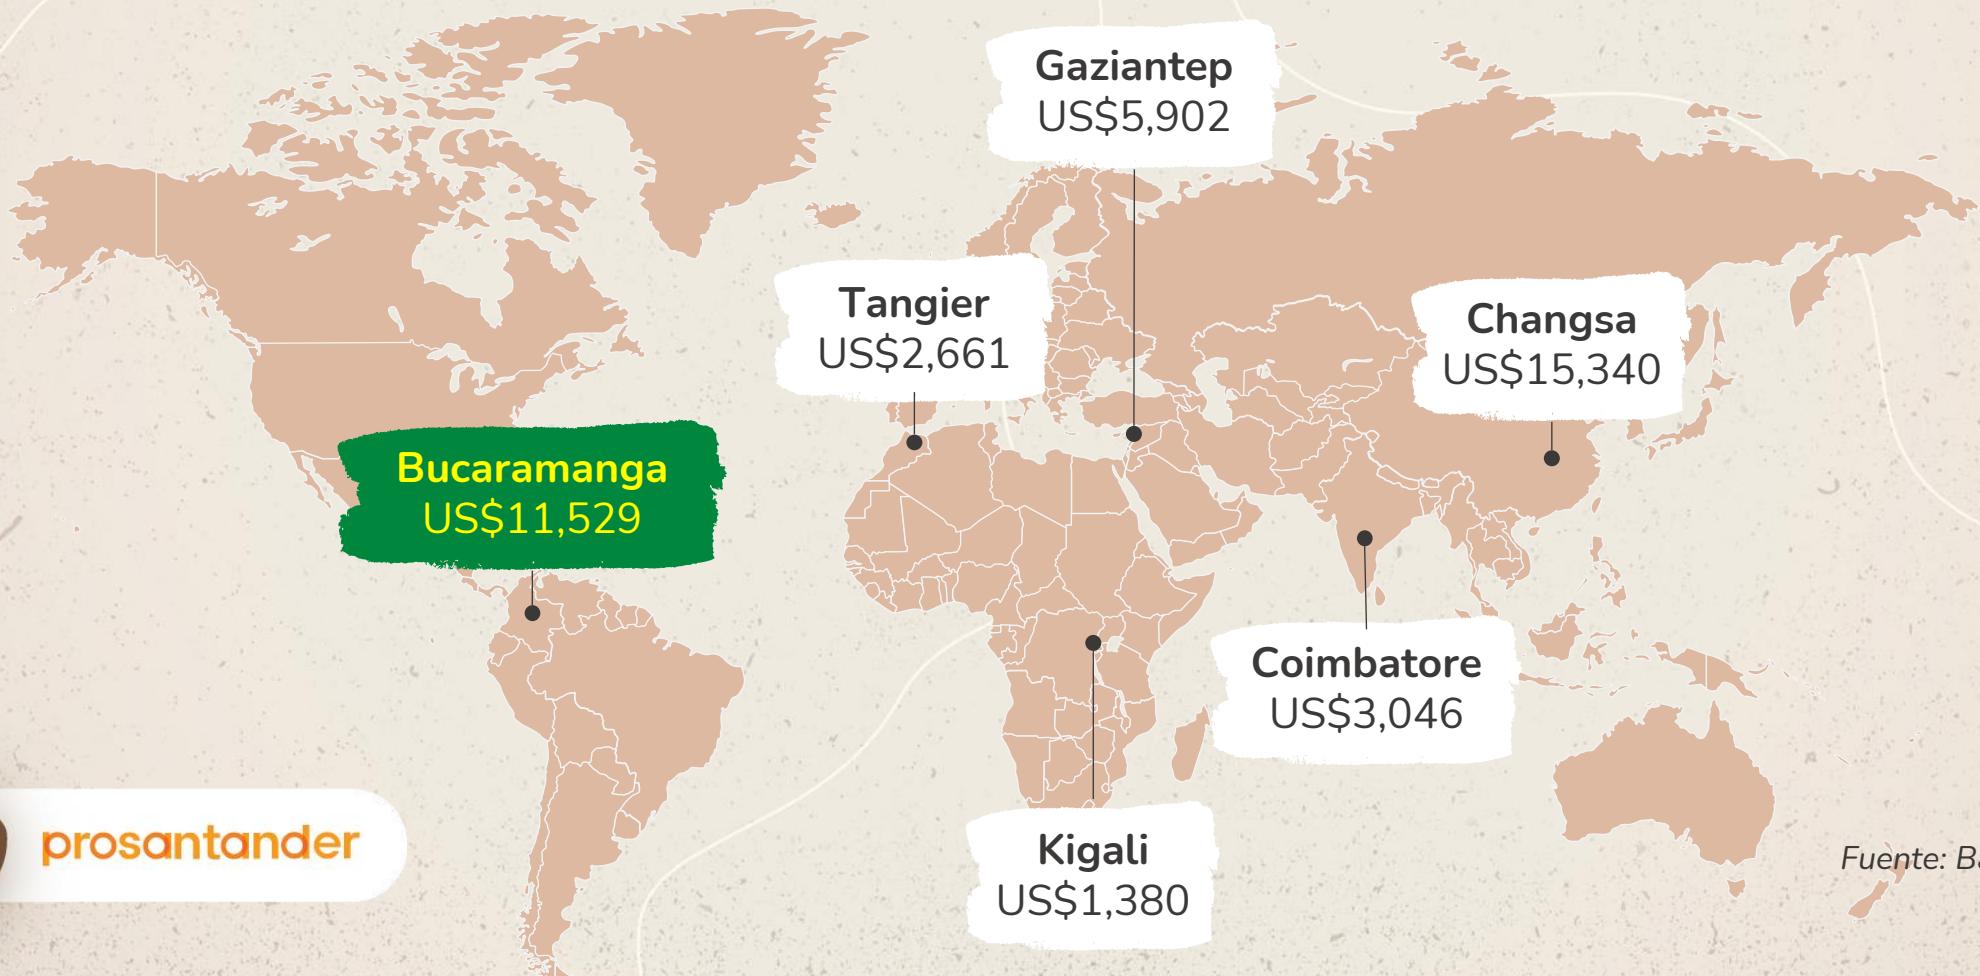 Gaziantep
US$5,902
Tangier
US$2,661
Changsa
US$15,340
Bucaramanga
US$11,529
Coimbatore
US$3,046
Kigali
US$1,380
prosantander
Fuente: